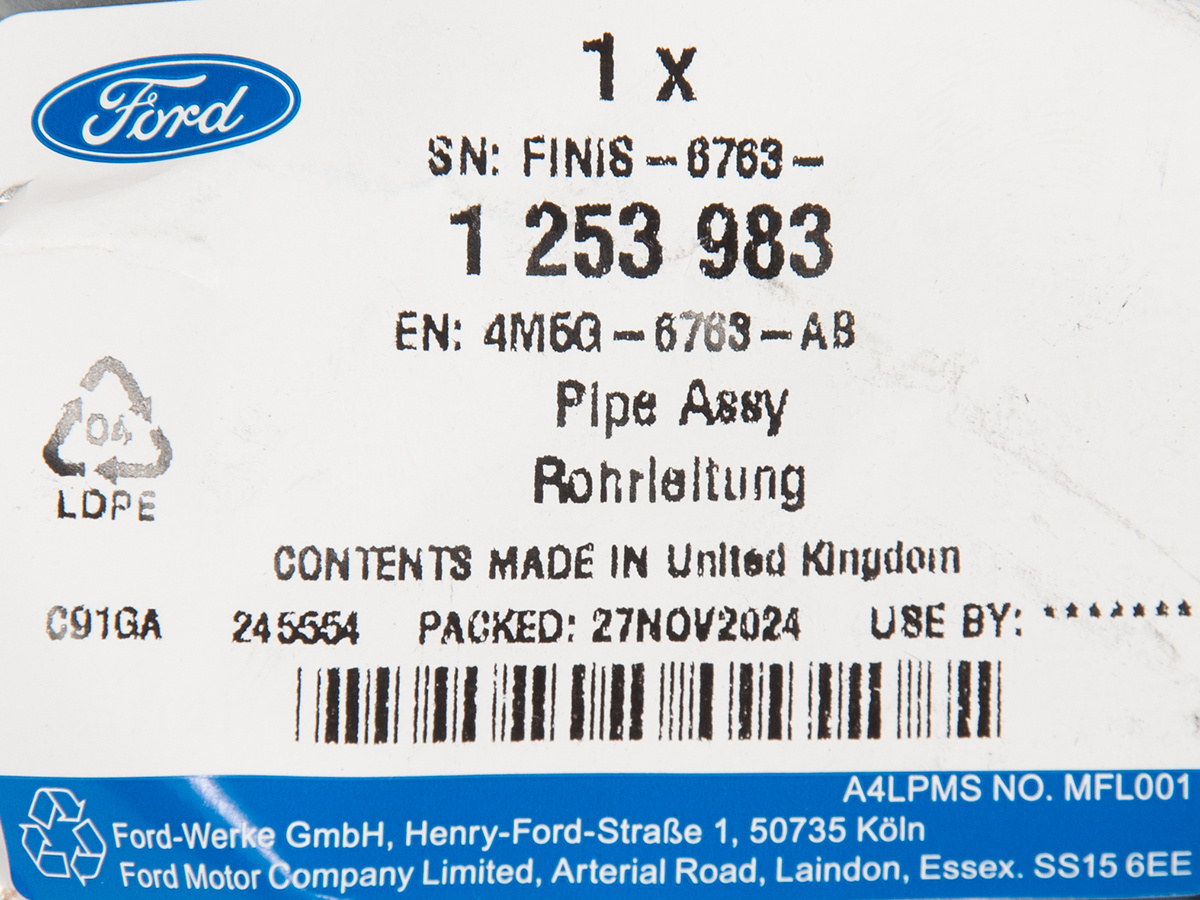 Ford
1 x
SN: FINIS – 6763 –
1 253 983
EN: 4M5G – 6763 – AB
Pipe Assy
Rohrleitung
04
LDPE
CONTENTS MADE IN United Kingdom
C91GA 245554 PACKED: 27NOV2024 USE BY: *******
A4LPMS NO. MFL001
Ford-Werke GmbH, Henry-Ford-Straße 1, 50735 Köln
Ford Motor Company Limited, Arterial Road, Laindon, Essex. SS15 6EE